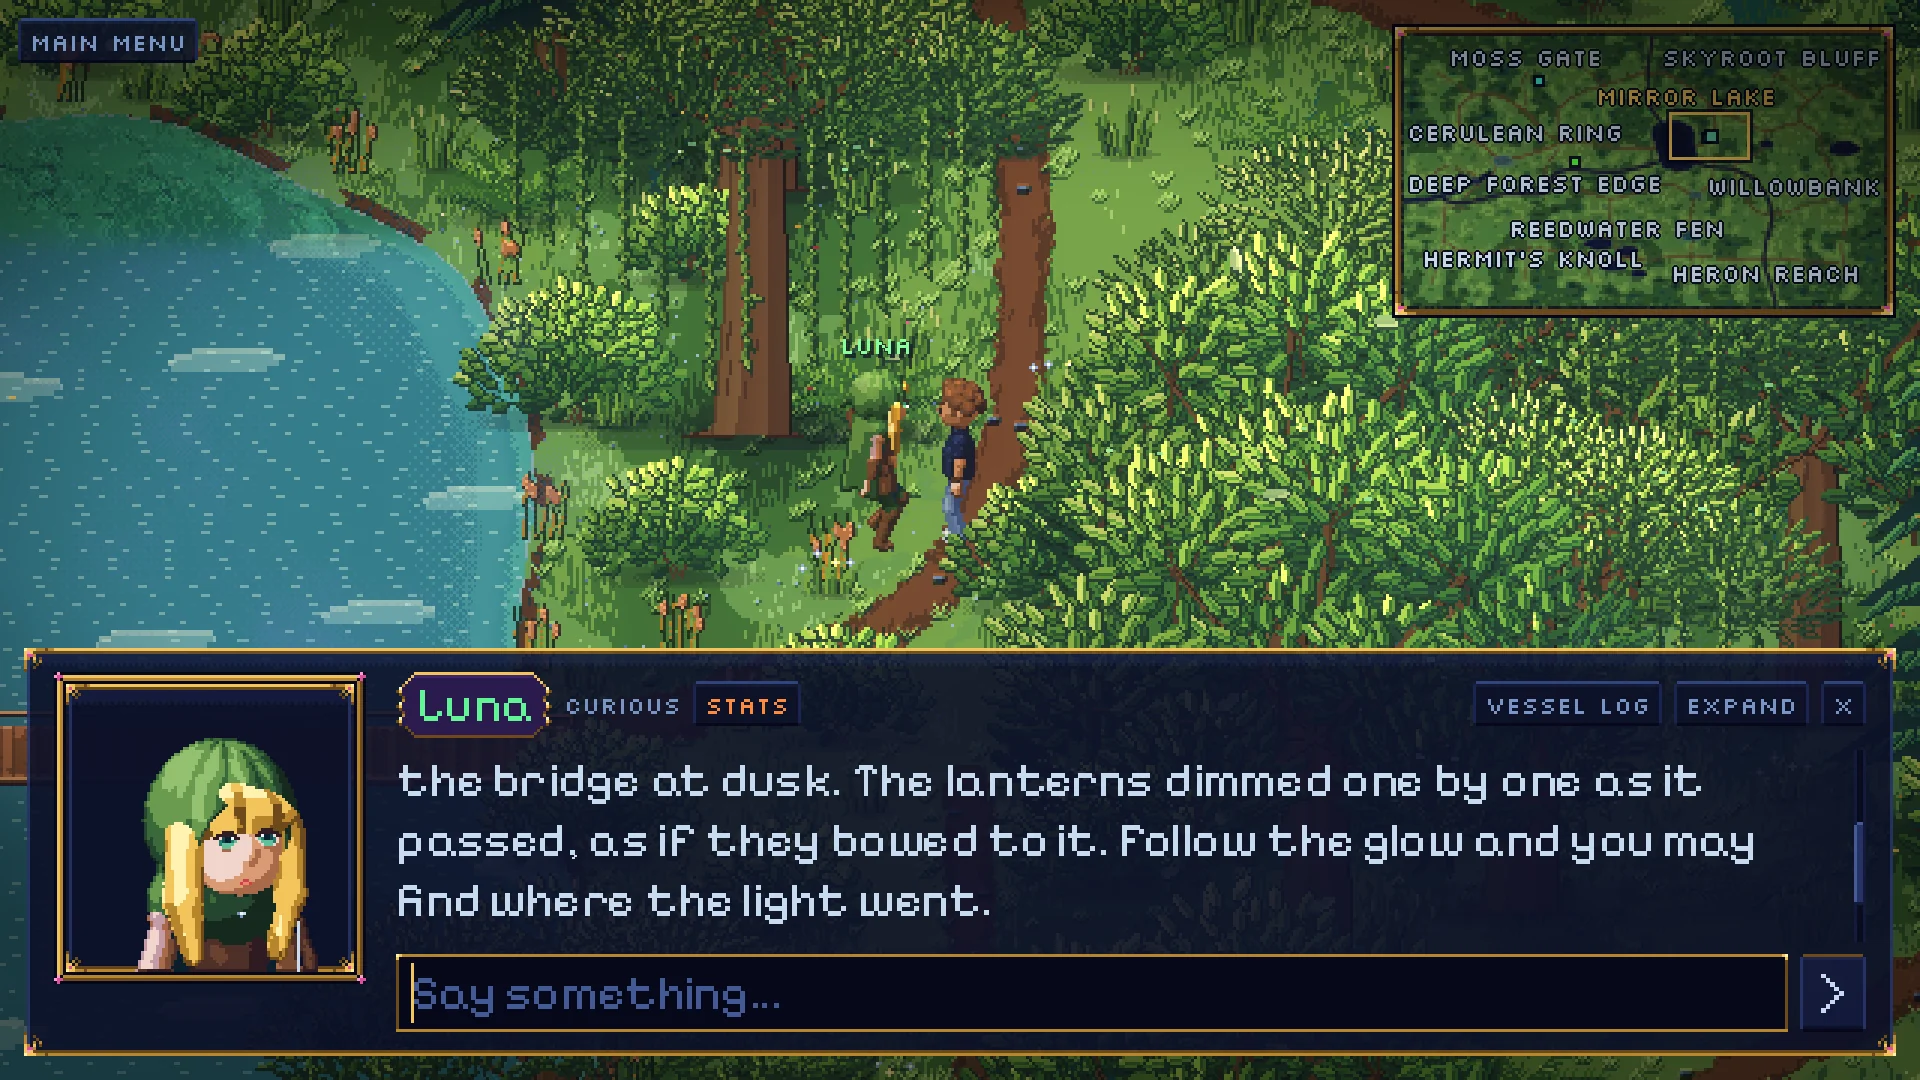 MAIN MENU
MOSS GATE
SKYROOT BLUFF
MIRROR LAKE
CERULEAN RING
DEEP FOREST EDGE
WILLOWBANK
REEDWATER FEN
HERMIT'S KNOLL
HERON REACH
LUNA
Luna
CURIOUS
STATS
VESSEL LOG
EXPAND
X
the bridge at dusk. The lanterns dimmed one by one as it
passed, as if they bowed to it. Follow the glow and you may
find where the light went.
Say something...